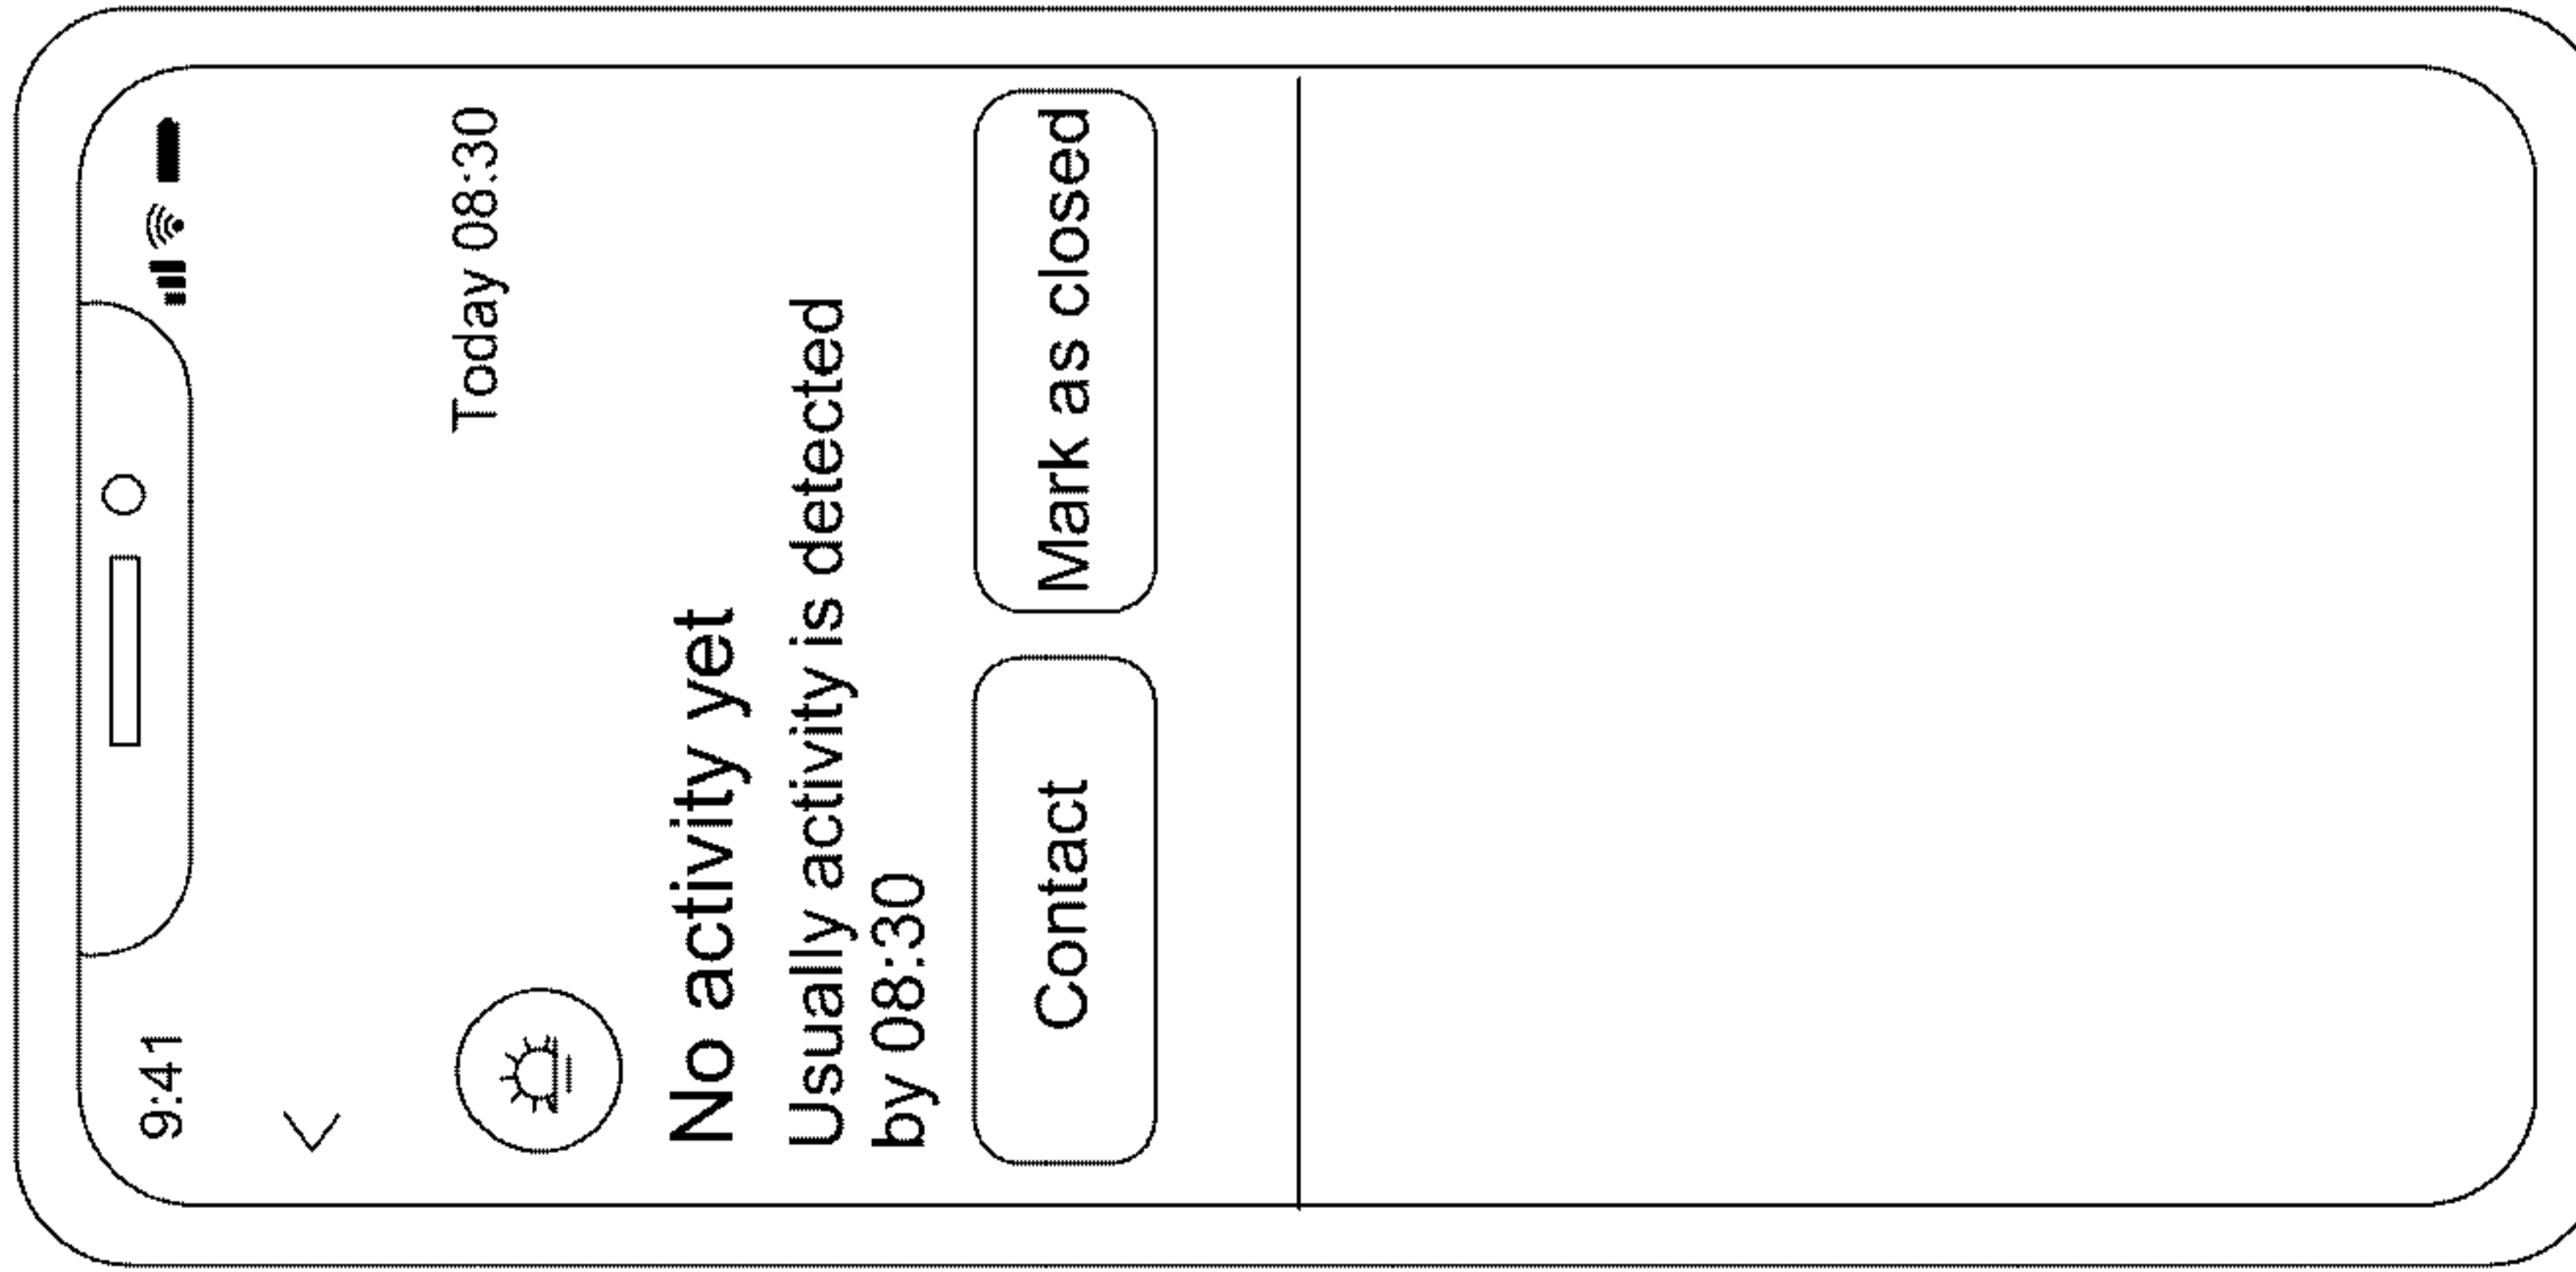 9:41
Today 08:30
No activity yet
Usually activity is detected
by 08:30
Contact
Mark as closed